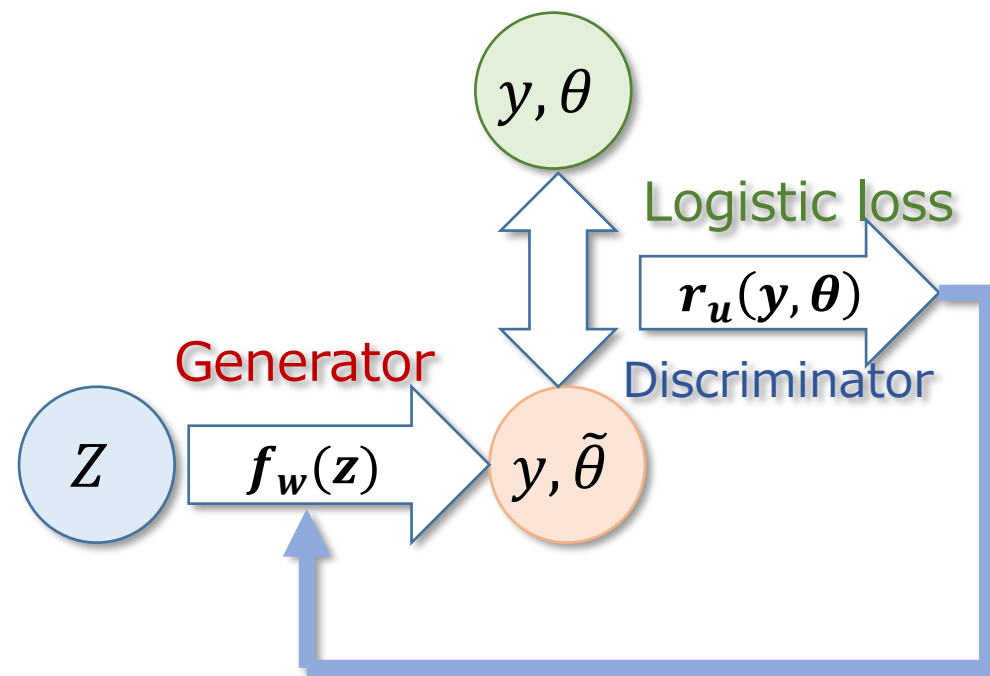 y, θ
Logistic loss
r_u(y, θ)
Generator
Discriminator
Z
f_w(z)
y, θ̃